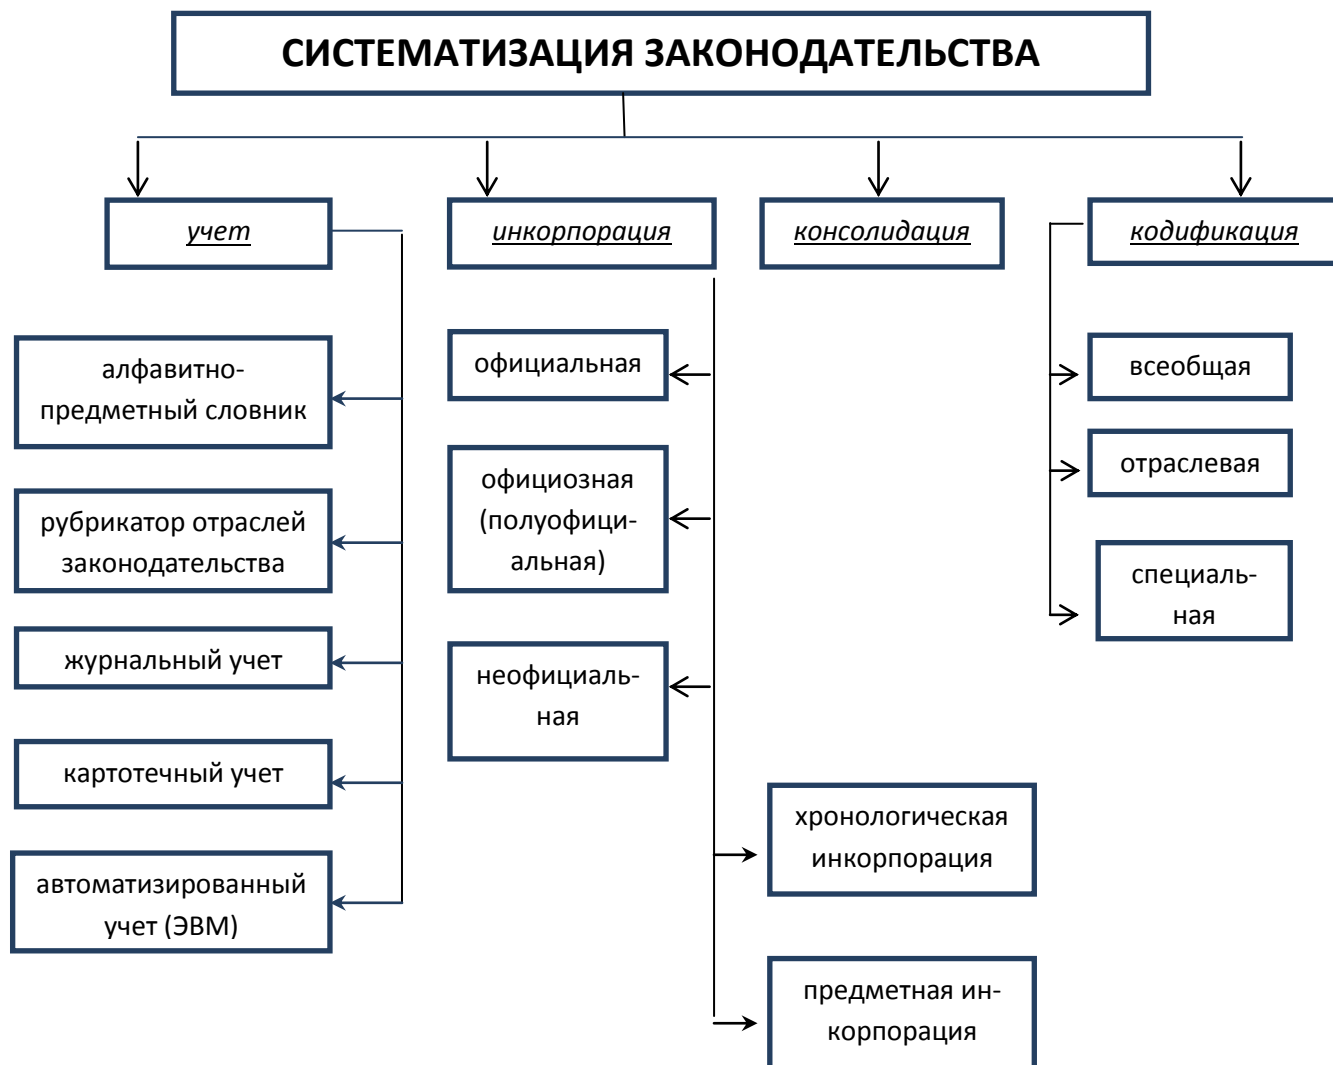 СИСТЕМАТИЗАЦИЯ ЗАКОНОДАТЕЛЬСТВА
учет
инкорпорация
консолидация
кодификация
алфавитно-
предметный словник
рубрикатор отраслей
законодательства
журнальный учет
картотечный учет
автоматизированный
учет (ЭВМ)
официальная
официозная
(полуофици-
альная)
неофициаль-
ная
хронологическая
инкорпорация
предметная ин-
корпорация
всеобщая
отраслевая
специаль-
ная